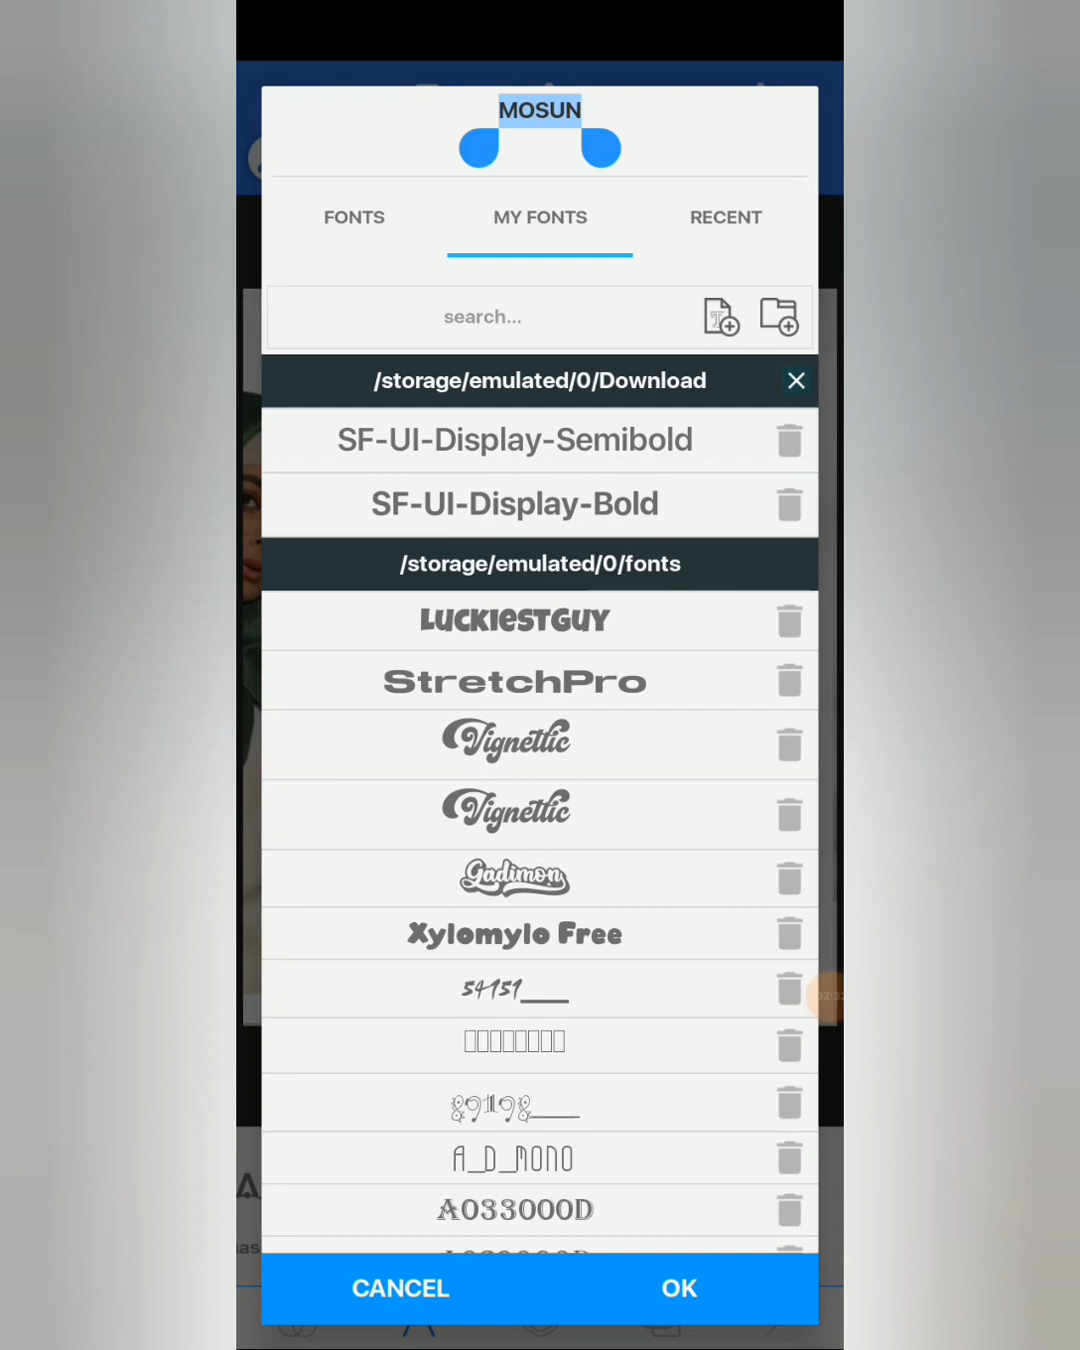 MOSUN
FONTS
MY FONTS
RECENT
search...
/storage/emulated/0/Download
SF-UI-Display-Semibold
SF-UI-Display-Bold
/storage/emulated/0/fonts
LUCKIESTGUY
StretchPro
Vignettic
Vignettic
Gadimon
Xylomylo Free
54151___
89198___
A_D_MONO
A033000D
CANCEL
OK